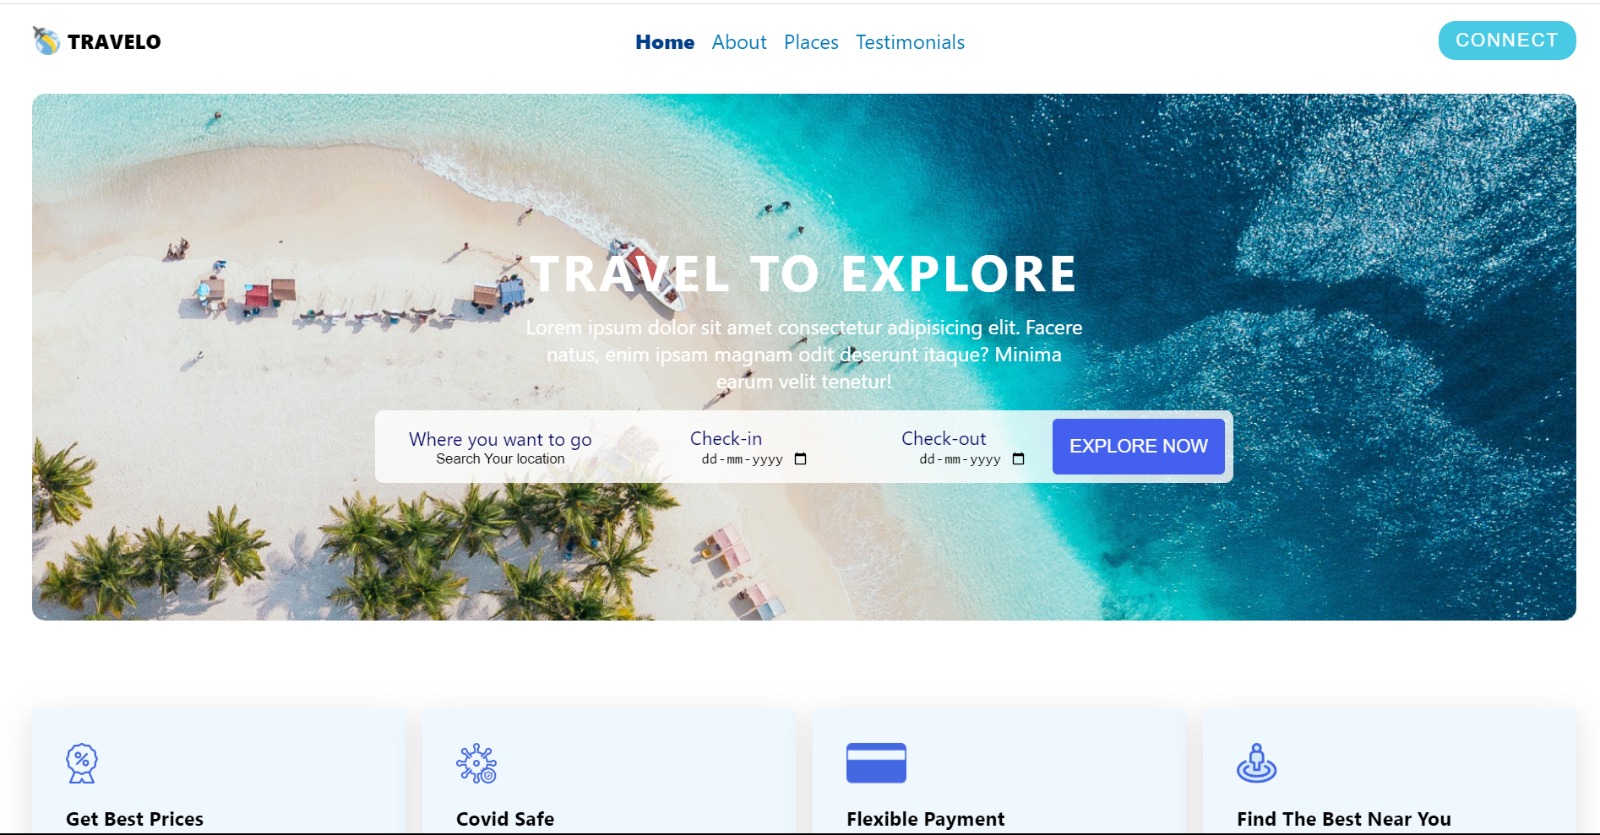 TRAVELO
Home About Places Testimonials
CONNECT
TRAVEL TO EXPLORE
Lorem ipsum dolor sit amet consectetur adipisicing elit. Facere
natus, enim ipsam magnam odit deserunt itaque? Minima
earum velit tenetur!
Where you want to go
Search Your location
Check-in
dd-mm-yyyy
Check-out
dd-mm-yyyy
EXPLORE NOW
%
Get Best Prices
Covid Safe
Flexible Payment
Find The Best Near You